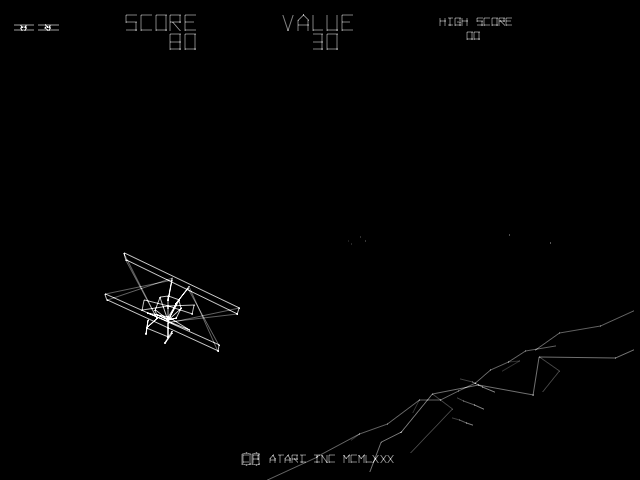 SCORE
80
VALUE
30
HIGH SCORE
00
ATARI INC MCMLXXX